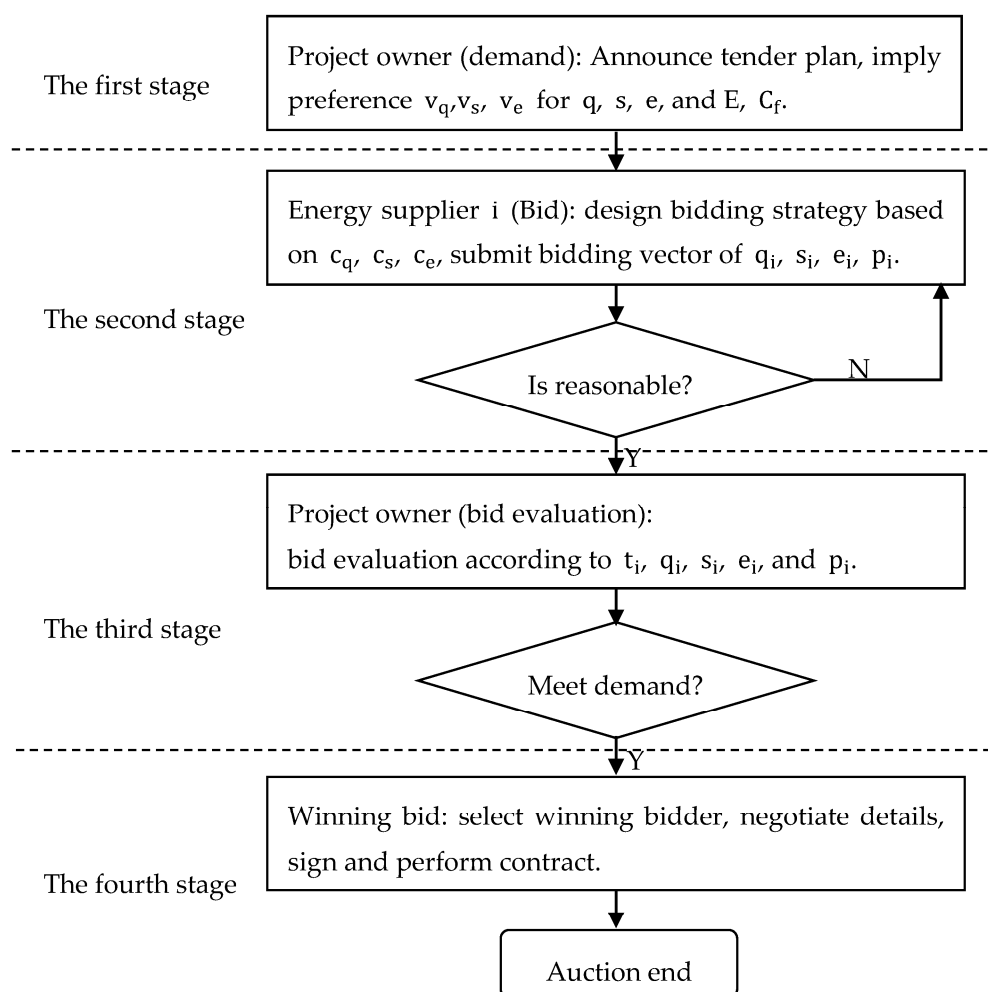 The first stage
Project owner (demand): Announce tender plan, imply
preference v_q,v_s, v_e for q, s, e, and E, C_f.
Energy supplier i (Bid): design bidding strategy based
on c_q, c_s, c_e, submit bidding vector of q_i, s_i, e_i, p_i.
The second stage
Is reasonable?
N
Y
Project owner (bid evaluation):
bid evaluation according to t_i, q_i, s_i, e_i, and p_i.
The third stage
Meet demand?
Y
Winning bid: select winning bidder, negotiate details,
sign and perform contract.
The fourth stage
Auction end